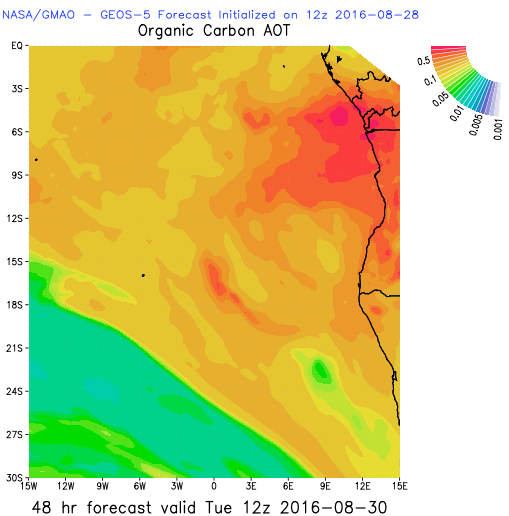 NASA/GMAO - GEOS-5 Forecast Initialized on 12z 2016-08-28
Organic Carbon AOT
EQ
3S
6S
9S
12S
15S
18S
21S
24S
27S
30S
15W 12W 9W 6W 3W 0 3E 6E 9E 12E 15E
0.5
0.1
0.05
0.01
0.005
0.001
48 hr forecast valid Tue 12z 2016-08-30